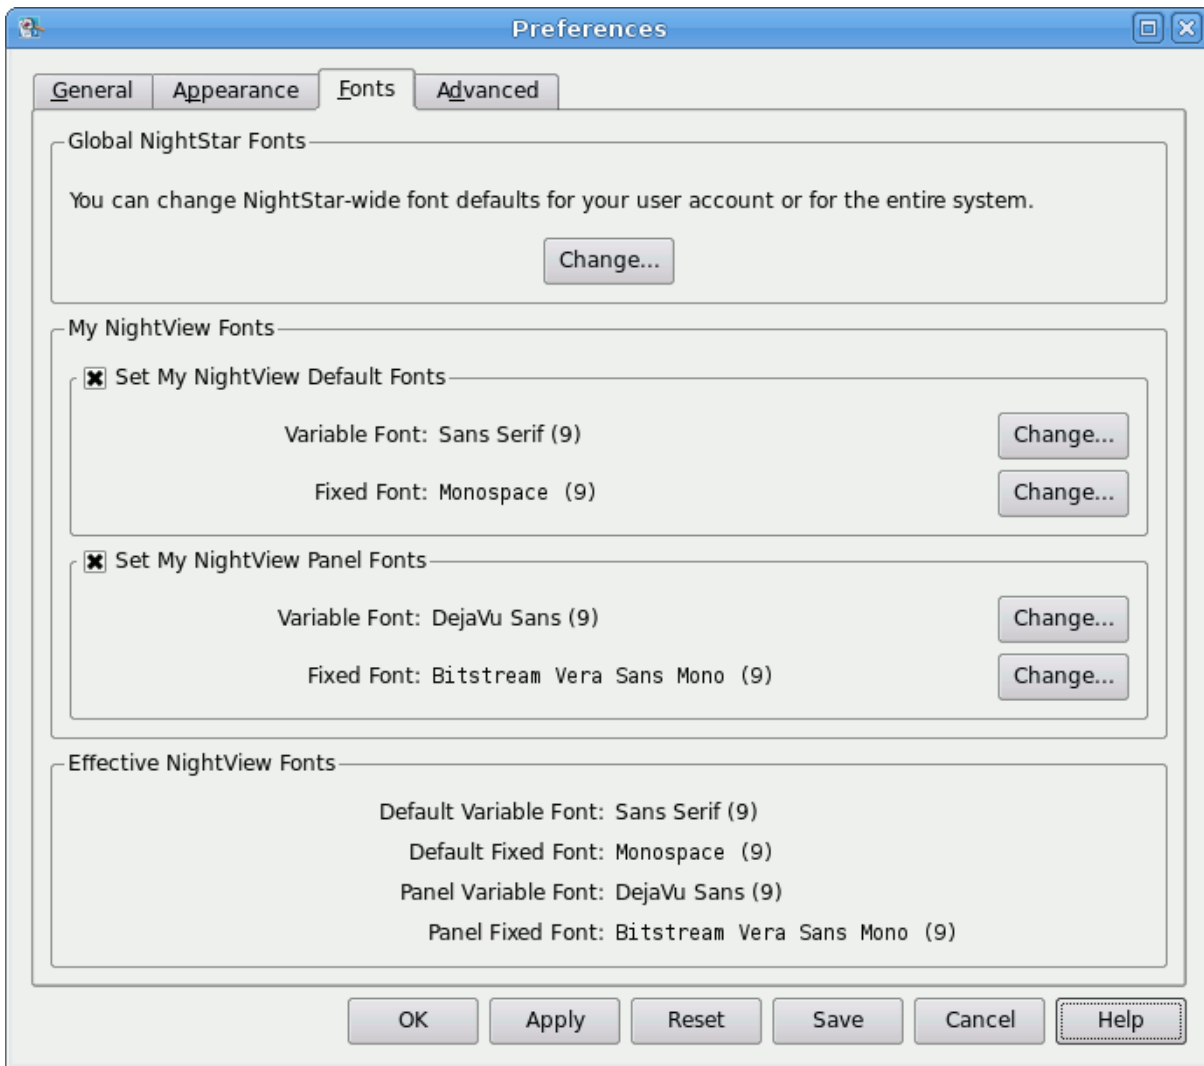 Preferences
General Appearance Fonts Advanced
Global NightStar Fonts
You can change NightStar-wide font defaults for your user account or for the entire system.
Change...
My NightView Fonts
Set My NightView Default Fonts
Variable Font: Sans Serif (9) Change...
Fixed Font: Monospace (9) Change...
Set My NightView Panel Fonts
Variable Font: DejaVu Sans (9) Change...
Fixed Font: Bitstream Vera Sans Mono (9) Change...
Effective NightView Fonts
Default Variable Font: Sans Serif (9)
Default Fixed Font: Monospace (9)
Panel Variable Font: DejaVu Sans (9)
Panel Fixed Font: Bitstream Vera Sans Mono (9)
OK Apply Reset Save Cancel Help